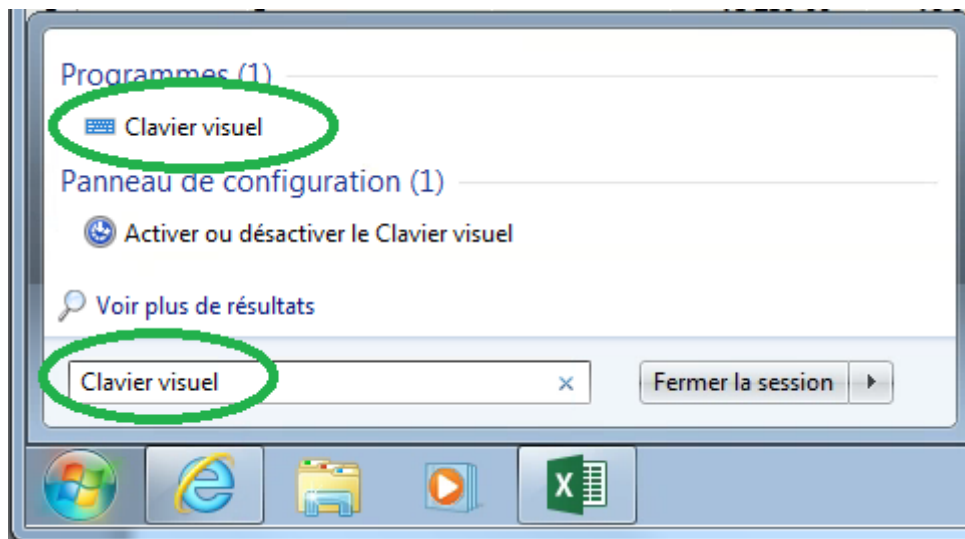 Programmes (1)
Clavier visuel
Panneau de configuration (1)
Activer ou désactiver le Clavier visuel
Voir plus de résultats
Clavier visuel
Fermer la session